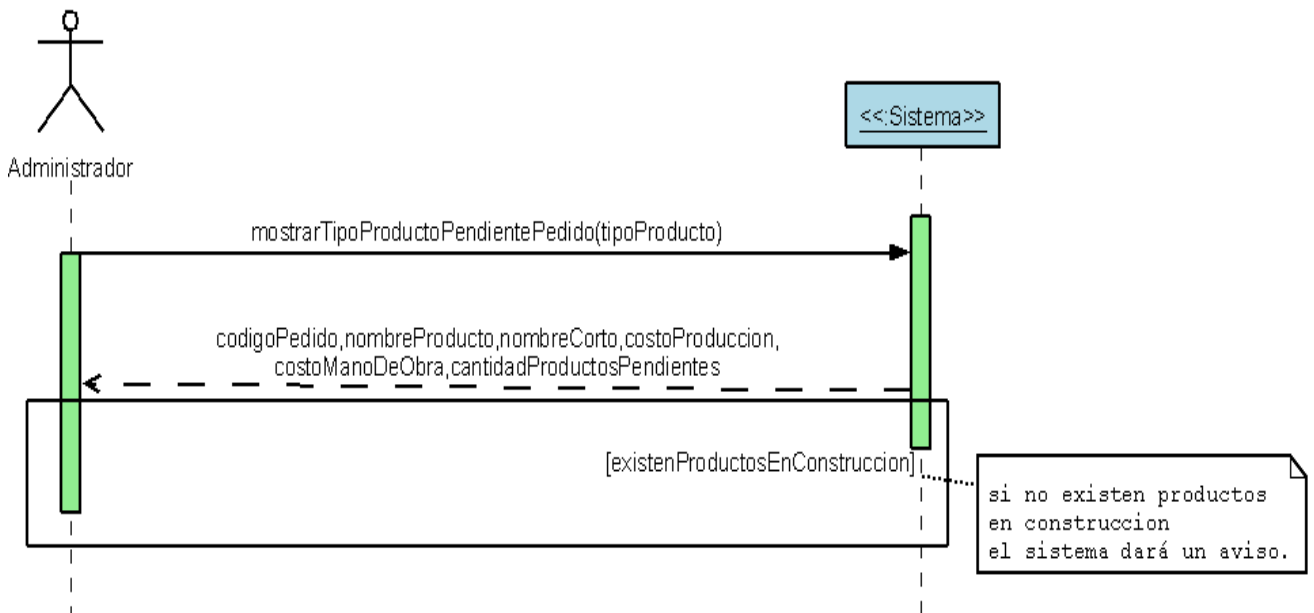 Administrador
<<:Sistema>>
mostrarTipoProductoPendientePedido(tipoProducto)
codigoPedido,nombreProducto,nombreCorto,costoProduccion,
costoManoDeObra,cantidadProductosPendientes
[existenProductosEnConstruccion]
si no existen productos
en construccion
el sistema dará un aviso.